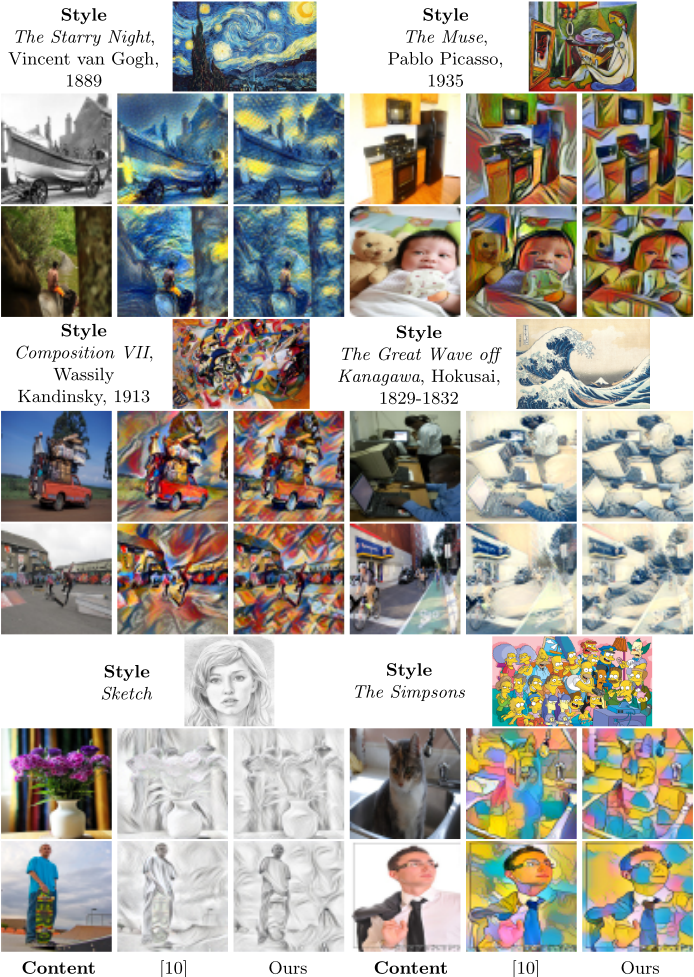 Style
The Starry Night,
Vincent van Gogh,
1889
Style
The Muse,
Pablo Picasso,
1935
Style
Composition VII,
Wassily
Kandinsky, 1913
Style
The Great Wave off
Kanagawa, Hokusai,
1829-1832
Style
Sketch
Style
The Simpsons
Content [10] Ours Content [10] Ours